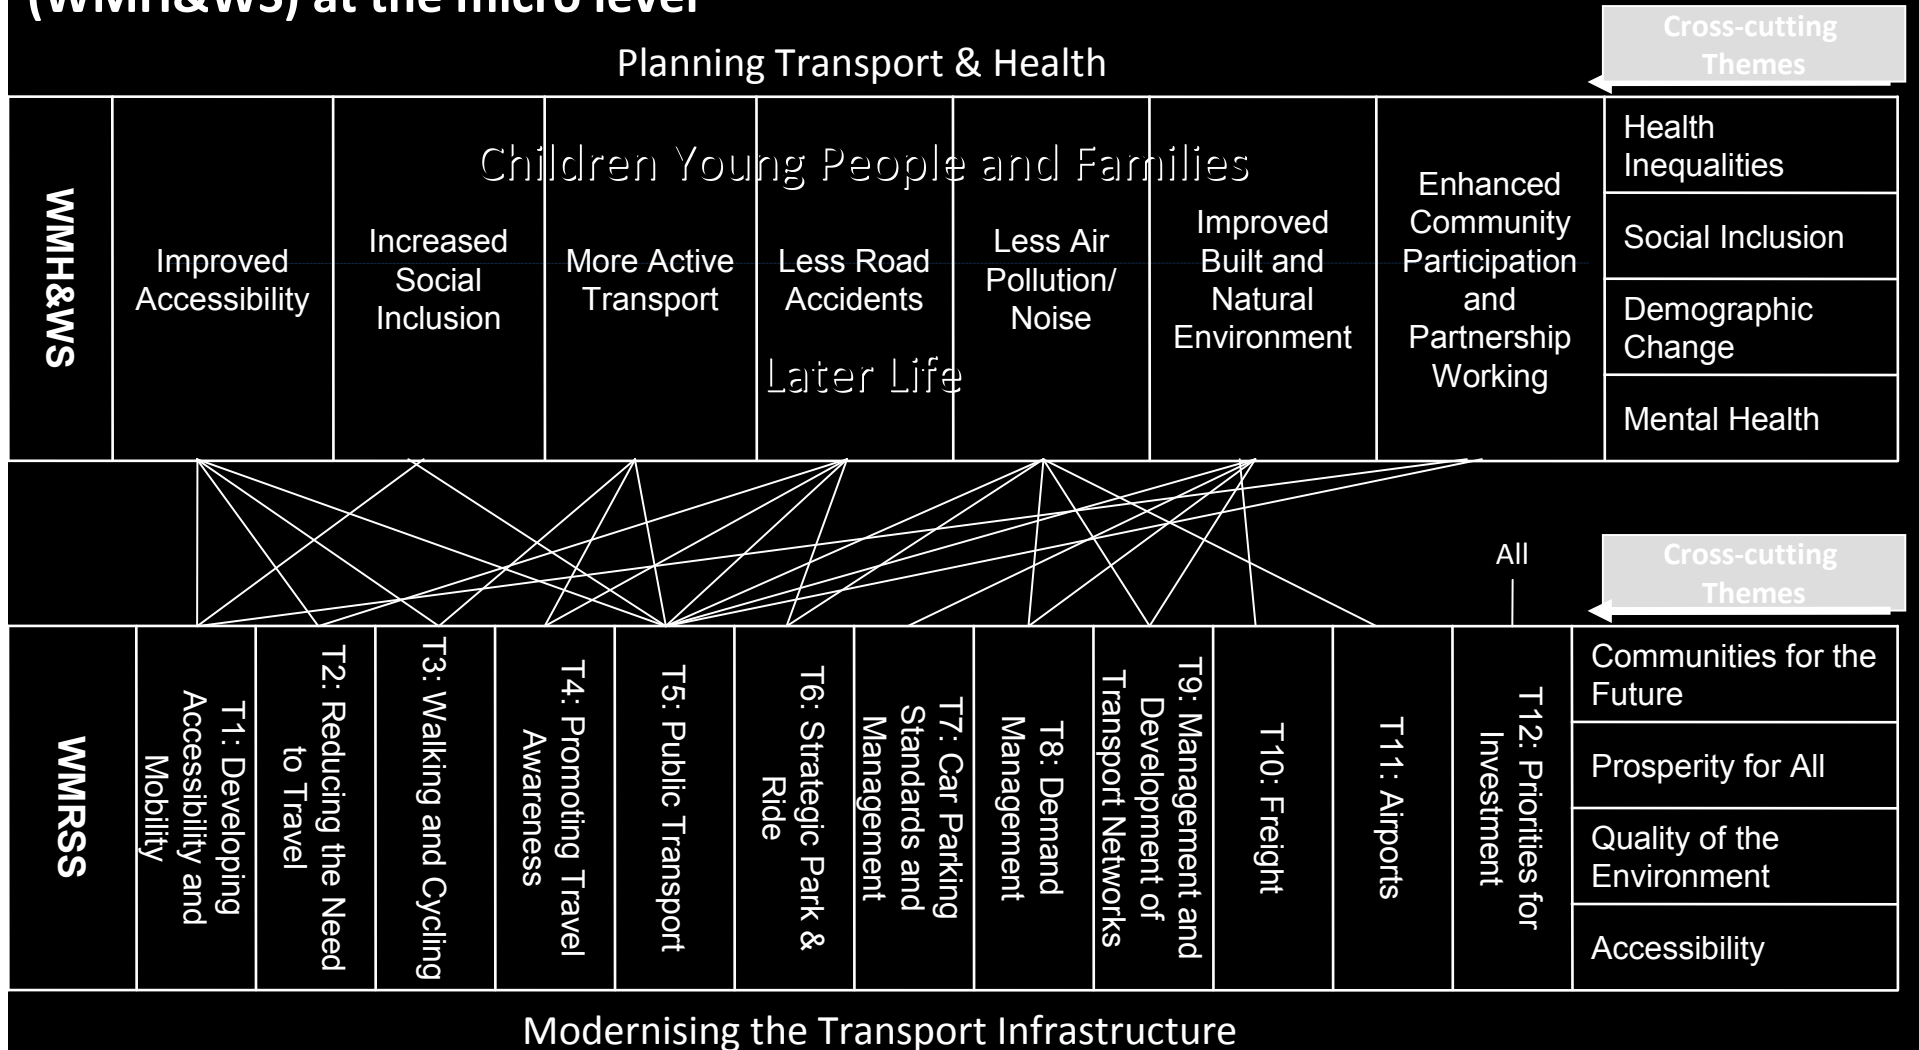 (WMH&WS) at the micro level
Planning Transport & Health
Cross-cutting
Themes
WMH&WS
Improved
Accessibility
Increased
Social
Inclusion
More Active
Transport
Less Road
Accidents
Less Air
Pollution/
Noise
Improved
Built and
Natural
Environment
Enhanced
Community
Participation
and
Partnership
Working
Children Young People and Families
Later Life
Health
Inequalities
Social Inclusion
Demographic
Change
Mental Health
All
Cross-cutting
Themes
WMRSS
T1: Developing
Accessibility and
Mobility
T2: Reducing the Need
to Travel
T3: Walking and Cycling
T4: Promoting Travel
Awareness
T5: Public Transport
T6: Strategic Park &
Ride
T7: Car Parking
Standards and
Management
T8: Demand
Management
T9: Management and
Development of
Transport Networks
T10: Freight
T11: Airports
T12: Priorities for
Investment
Communities for the
Future
Prosperity for All
Quality of the
Environment
Accessibility
Modernising the Transport Infrastructure